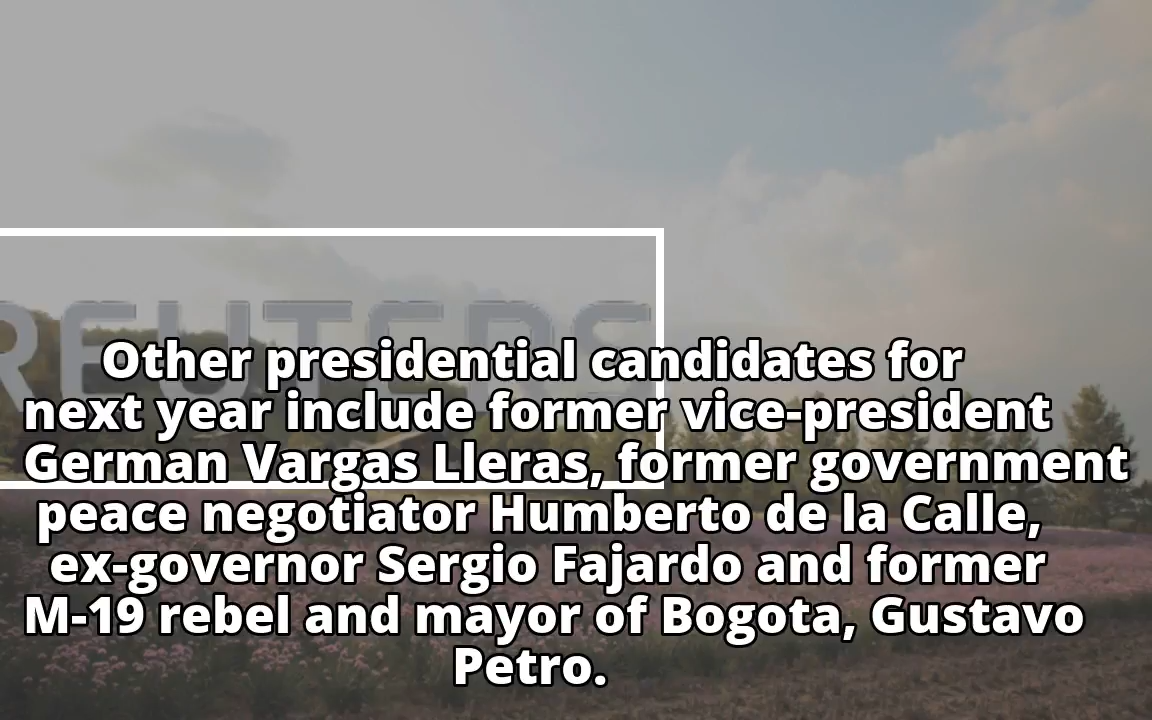 REUTERS
Other presidential candidates for
next year include former vice-president
German Vargas Lleras, former government
peace negotiator Humberto de la Calle,
ex-governor Sergio Fajardo and former
M-19 rebel and mayor of Bogota, Gustavo
Petro.